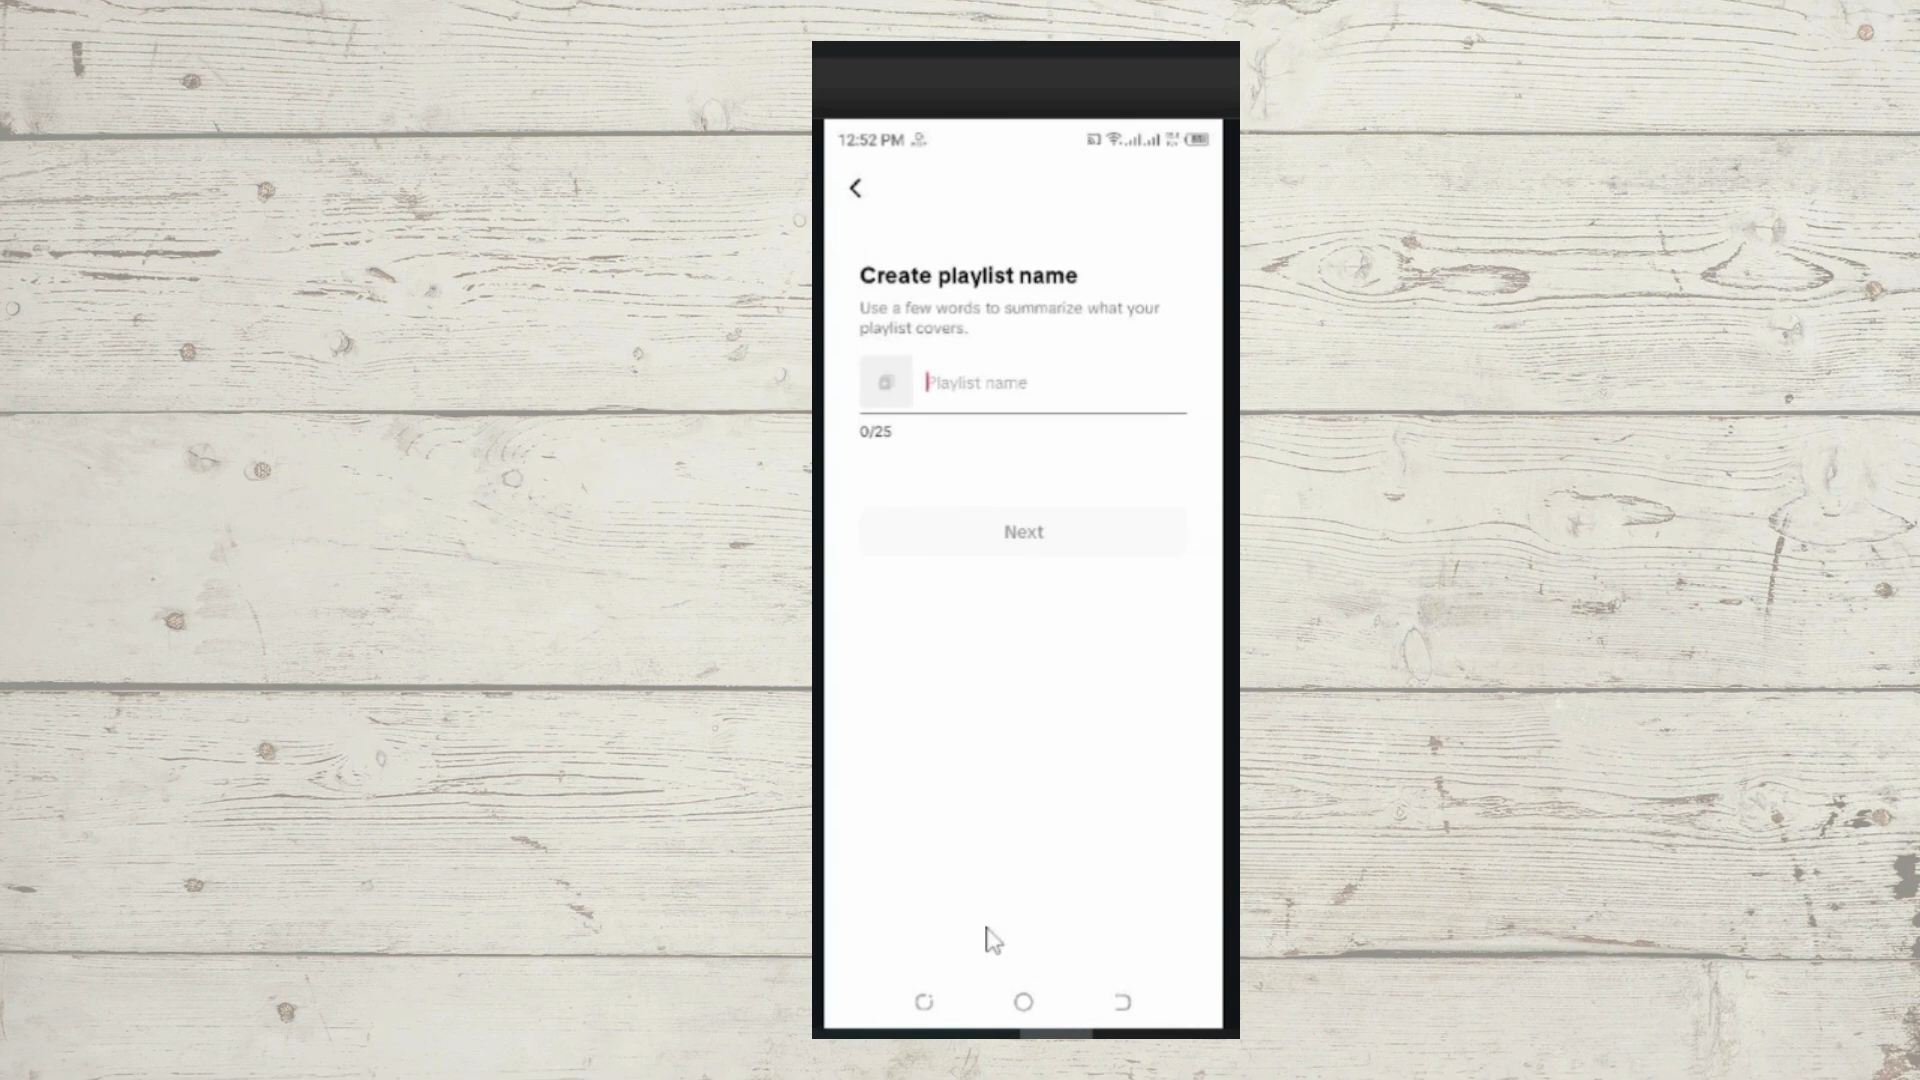 12:52 PM
Create playlist name
Use a few words to summarize what your
playlist covers.
Playlist name
0/25
Next